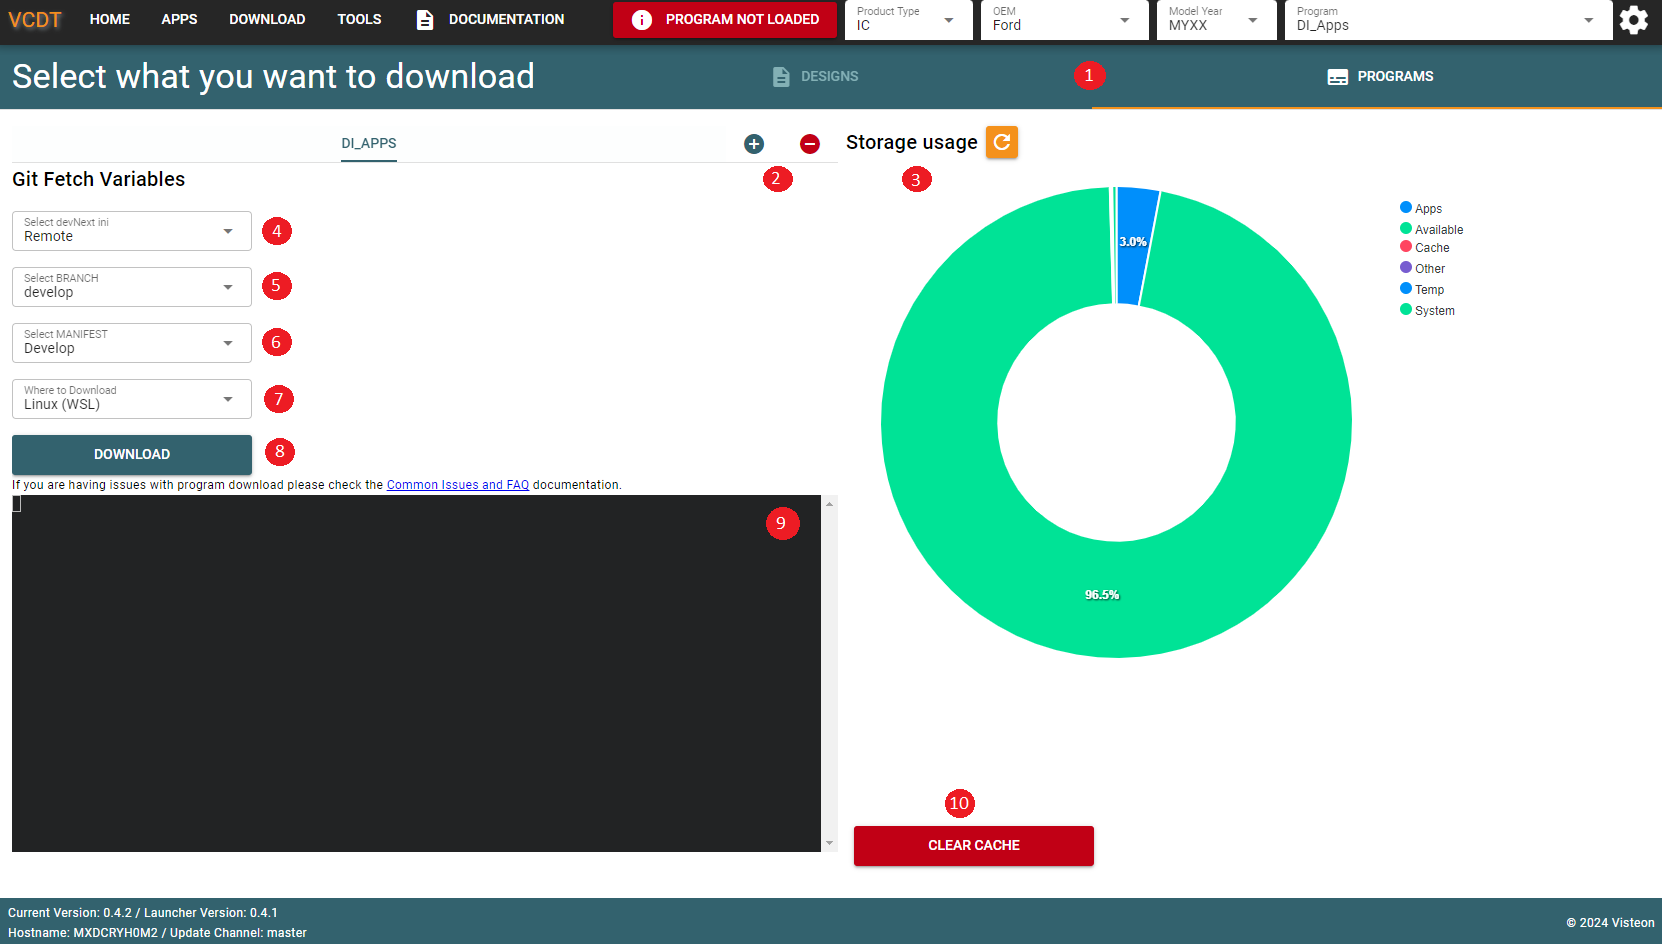 VCDT HOME APPS DOWNLOAD TOOLS DOCUMENTATION PROGRAM NOT LOADED
Product Type
IC
OEM
Ford
Model Year
MYXX
Program
DI_Apps
Select what you want to download
DESIGNS
1
PROGRAMS
DI_APPS
2
Git Fetch Variables
Select devNext ini
Remote
4
Select BRANCH
develop
5
Select MANIFEST
Develop
6
Where to Download
Linux (WSL)
7
DOWNLOAD
8
If you are having issues with program download please check the Common Issues and FAQ documentation.
9
Storage usage
3
3.0%
96.5%
Apps
Available
Cache
Other
Temp
System
10
CLEAR CACHE
Current Version: 0.4.2 / Launcher Version: 0.4.1
Hostname: MXDCRYH0M2 / Update Channel: master
© 2024 Visteon